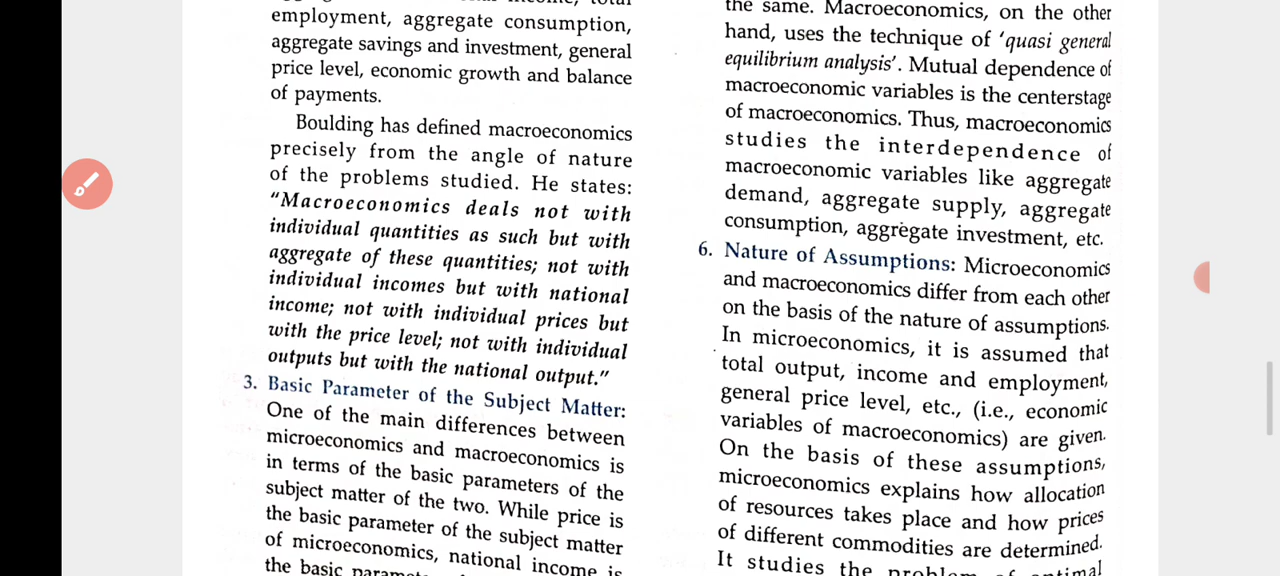 employment, aggregate consumption,
aggregate savings and investment, general
price level, economic growth and balance
of payments.
Boulding has defined macroeconomics
precisely from the angle of nature
of the problems studied. He states:
“Macroeconomics deals not with
individual quantities as such but with
aggregate of these quantities; not with
individual incomes but with national
income; not with individual prices but
with the price level; not with individual
outputs but with the national output.”
3. Basic Parameter of the Subject Matter:
One of the main differences between
microeconomics and macroeconomics is
in terms of the basic parameters of the
subject matter of the two. While price is
the basic parameter of the subject matter
of microeconomics, national income is
the basic
the same. Macroeconomics, on the other
hand, uses the technique of ‘quasi general
equilibrium analysis’. Mutual dependence of
macroeconomic variables is the centerstage
of macroeconomics. Thus, macroeconomics
studies the interdependence of
macroeconomic variables like aggregate
demand, aggregate supply, aggregate
consumption, aggregate investment, etc.
6. Nature of Assumptions: Microeconomics
and macroeconomics differ from each other
on the basis of the nature of assumptions.
In microeconomics, it is assumed that
total output, income and employment,
general price level, etc., (i.e., economic
variables of macroeconomics) are given.
On the basis of these assumptions,
microeconomics explains how allocation
of resources takes place and how prices
of different commodities are determined.
It studies the problem of optimal